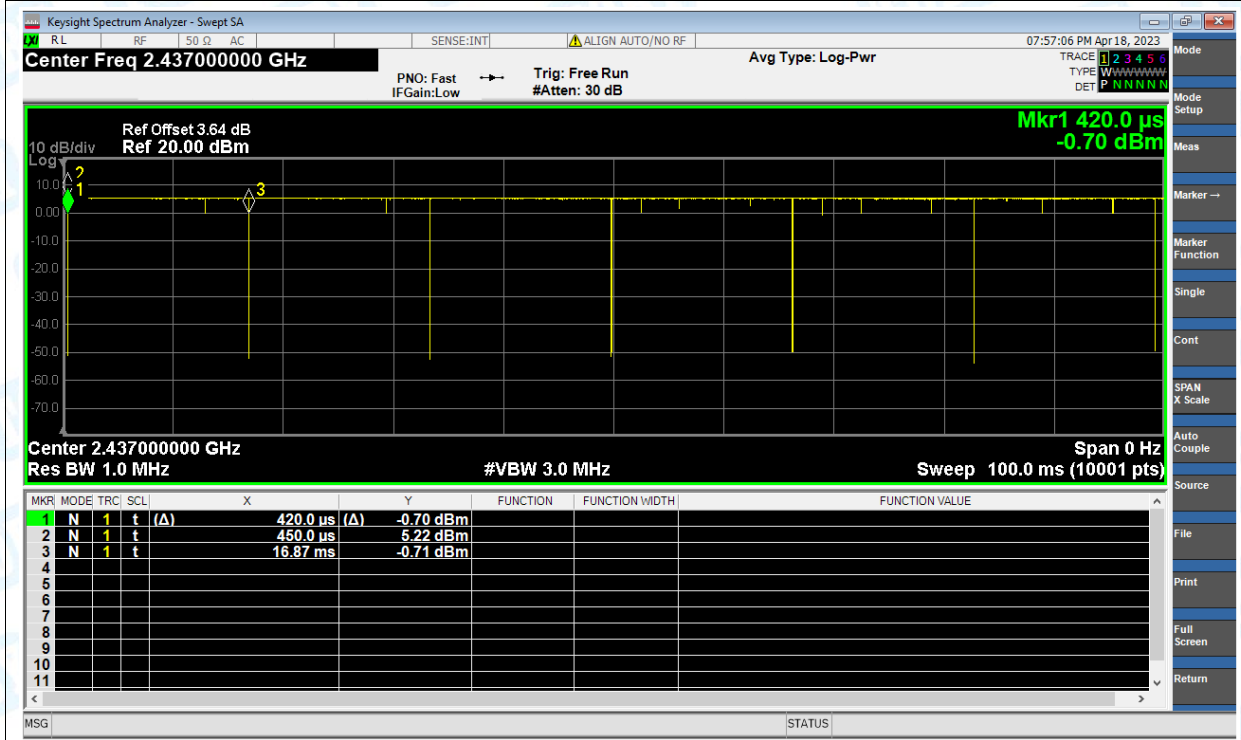 Keysight Spectrum Analyzer - Swept SA
LXI RL RF 50 Ω AC SENSE:INT ALIGN AUTO/NO RF 07:57:06 PM Apr 18, 2023
Center Freq 2.437000000 GHz
PNO: Fast
IFGain:Low
Trig: Free Run
#Atten: 30 dB
Avg Type: Log-Pwr
TRACE 1 2 3 4 5 6
TYPE WWWWWW
DET P N N N N N
Ref Offset 3.64 dB
Ref 20.00 dBm
10 dB/div
Log
Mkr1 420.0 µs
-0.70 dBm
2
1
3
10.0
0.00
-10.0
-20.0
-30.0
-40.0
-50.0
-60.0
-70.0
Center 2.437000000 GHz Span 0 Hz
Res BW 1.0 MHz #VBW 3.0 MHz Sweep 100.0 ms (10001 pts)
MKR MODE TRC SCL X Y FUNCTION FUNCTION WIDTH FUNCTION VALUE
1 N 1 t (Δ) 420.0 µs (Δ) -0.70 dBm
2 N 1 t 450.0 µs 5.22 dBm
3 N 1 t 16.87 ms -0.71 dBm
4
5
6
7
8
9
10
11
MSG STATUS
Mode
Mode
Setup
Meas
Marker →
Marker
Function
Single
Cont
SPAN
X Scale
Auto
Couple
Source
File
Print
Full
Screen
Return